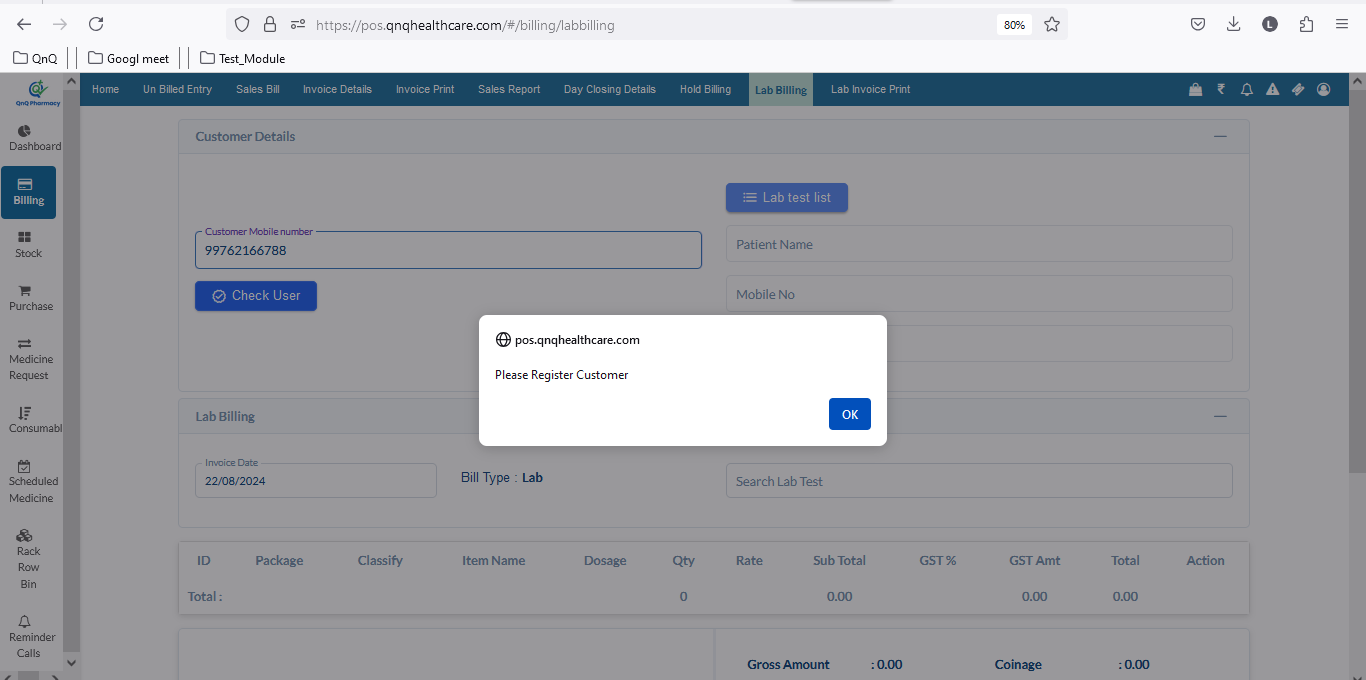 https://pos.qnqhealthcare.com/#/billing/labbilling
80%
L
QnQ
Googl meet
Test_Module
QnQ Pharmacy
Home
Un Billed Entry
Sales Bill
Invoice Details
Invoice Print
Sales Report
Day Closing Details
Hold Billing
Lab Billing
Lab Invoice Print
Dashboard
Billing
Stock
Purchase
Medicine
Request
Consumabl
Scheduled
Medicine
Rack
Row
Bin
Reminder
Calls
Customer Details
Lab test list
Customer Mobile number
99762166788
Patient Name
Check User
Mobile No
pos.qnqhealthcare.com
Please Register Customer
OK
Lab Billing
Invoice Date
22/08/2024
Bill Type : Lab
Search Lab Test
ID Package Classify Item Name Dosage Qty Rate Sub Total GST % GST Amt Total Action
Total : 0 0.00 0.00 0.00
Gross Amount : 0.00 Coinage : 0.00